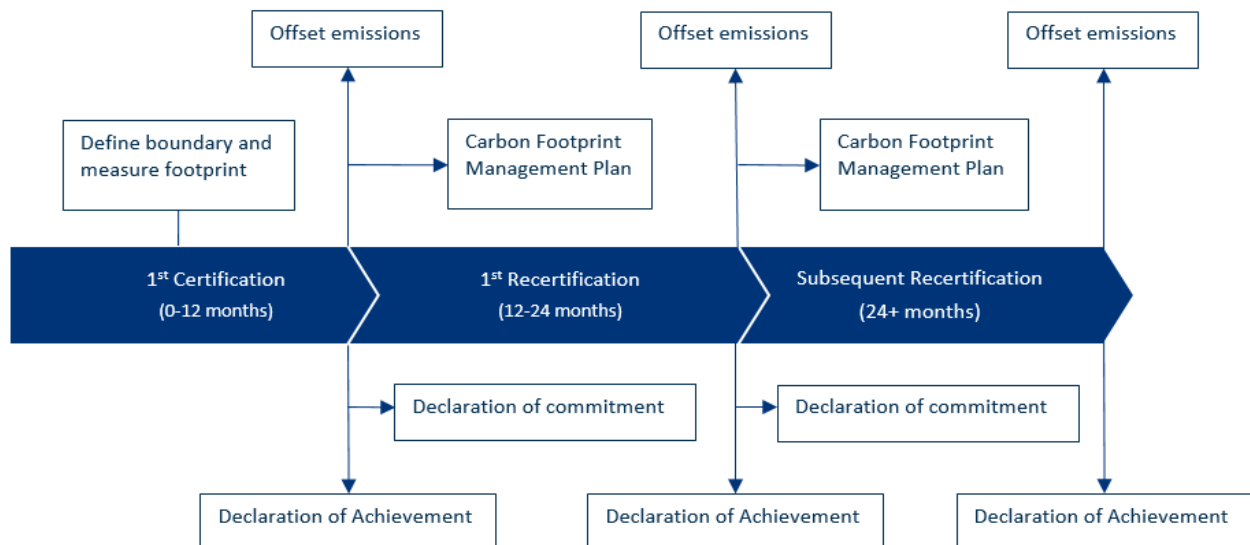 Offset emissions
Offset emissions
Offset emissions
Define boundary and
measure footprint
Carbon Footprint
Management Plan
Carbon Footprint
Management Plan
1st Certification
(0-12 months)
1st Recertification
(12-24 months)
Subsequent Recertification
(24+ months)
Declaration of commitment
Declaration of commitment
Declaration of Achievement
Declaration of Achievement
Declaration of Achievement